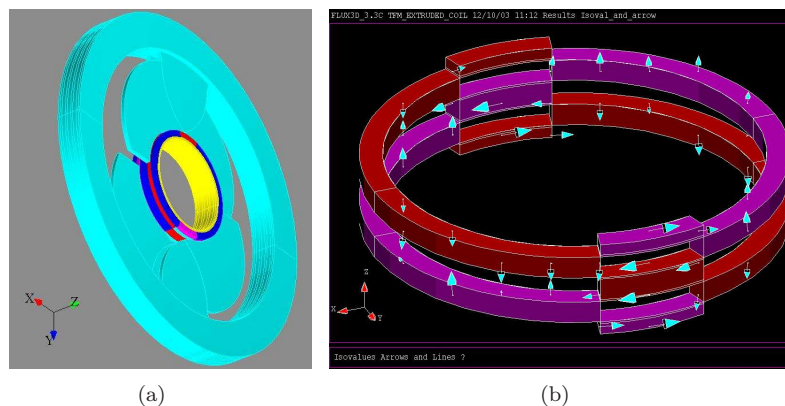 FLUX3D_3.3C TFM_EXTRUDED_COIL 12/10/03 11:12 Results Isoval_and_arrow
X
Z
Y
Z
X
Y
Isovalues Arrows and Lines ?
(a)
(b)